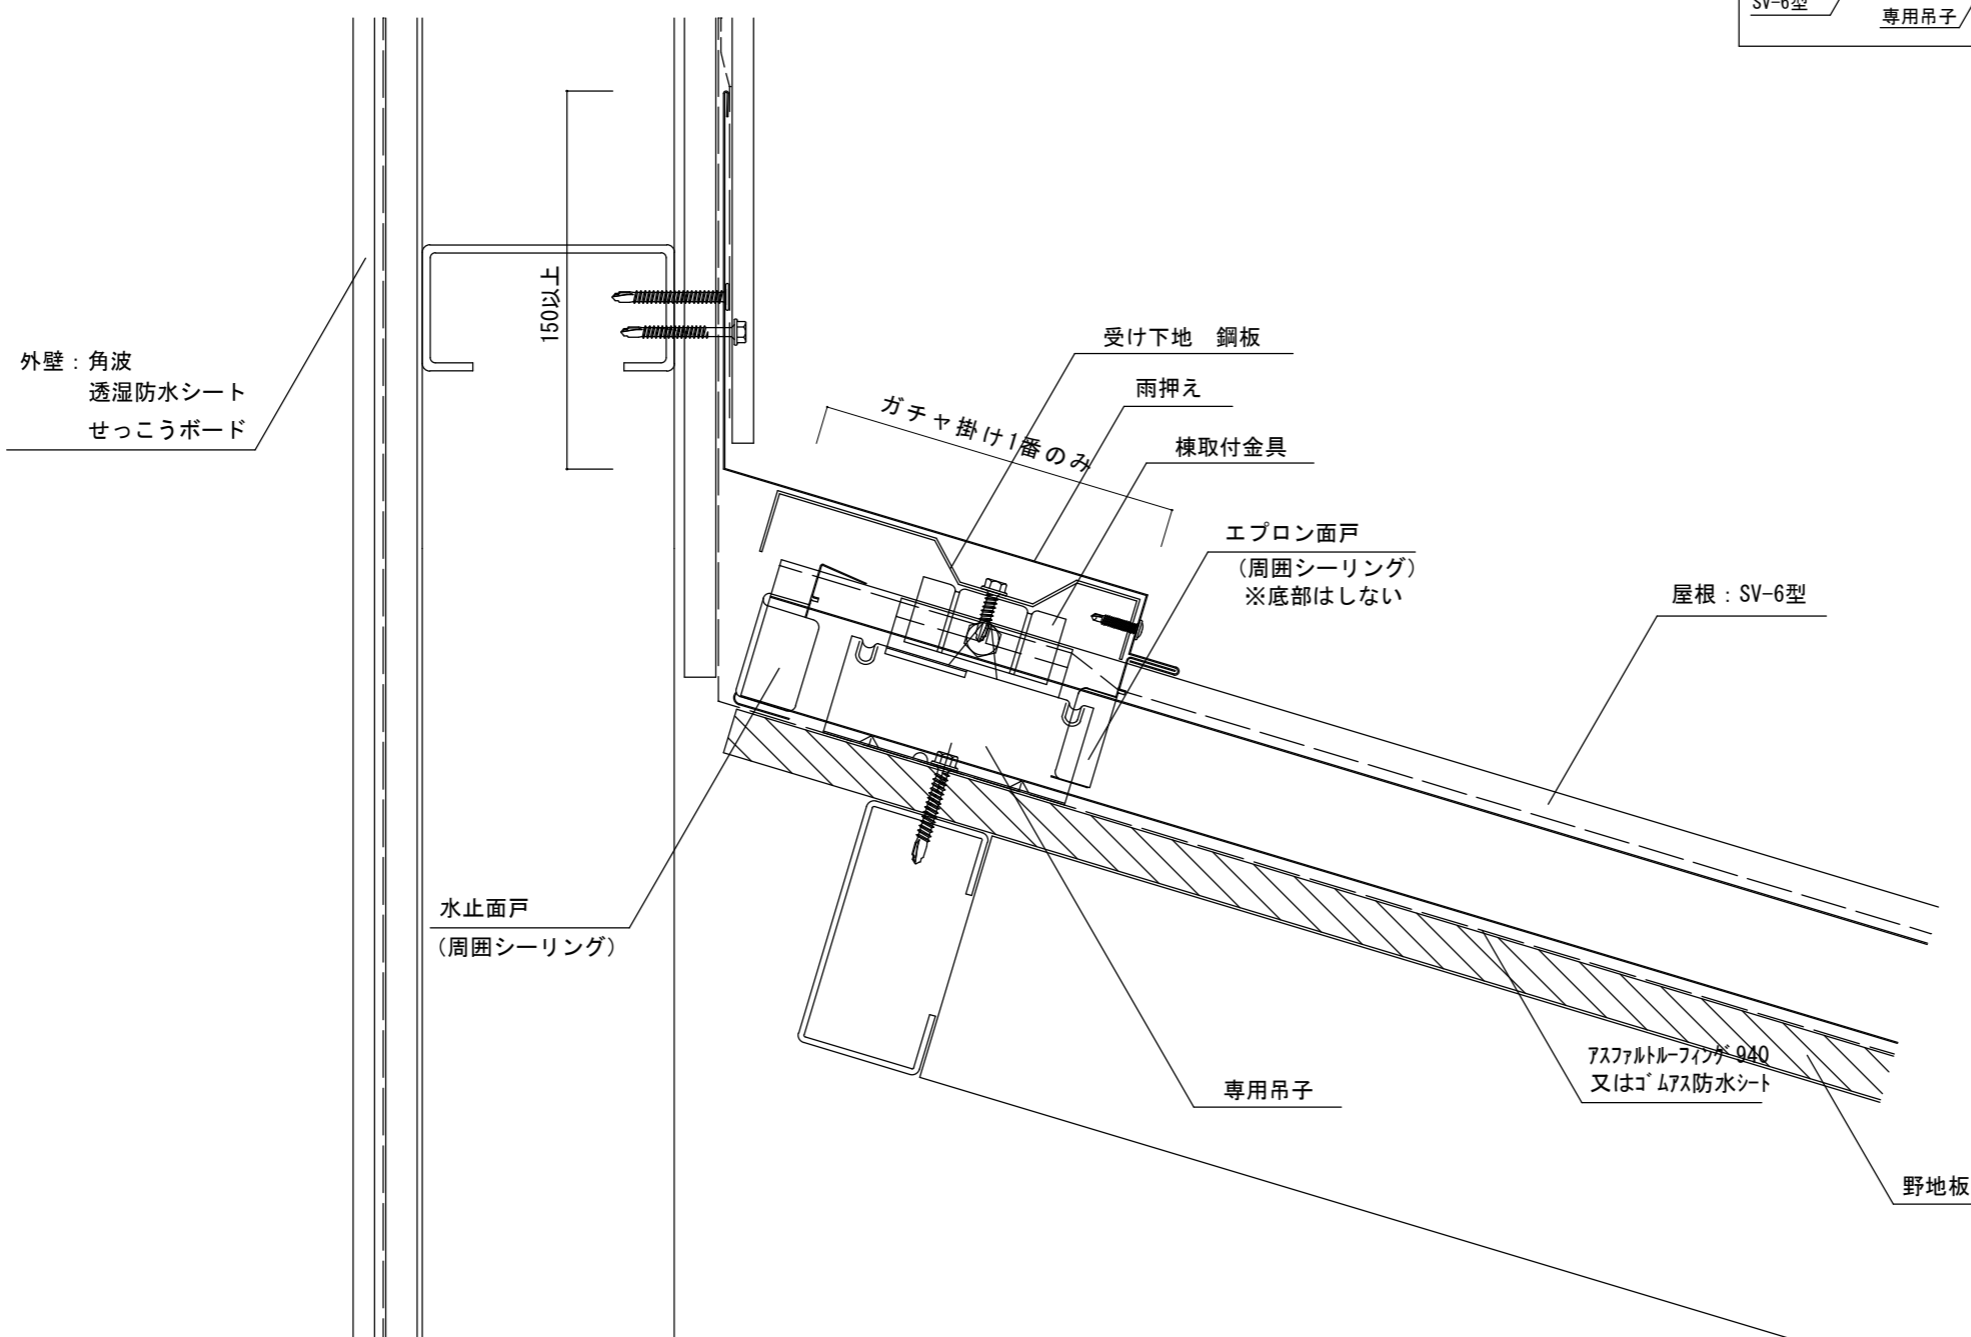 SV-6型
専用吊子
150以上
外壁：角波
透湿防水シート
せっこうボード
受け下地　鋼板
雨押え
ガチャ掛け1番のみ
棟取付金具
エプロン面戸
（周囲シーリング）
※底部はしない
屋根：SV-6型
水止面戸
（周囲シーリング）
専用吊子
ｱｽﾌｧﾙﾄﾙｰﾌｨﾝｸﾞ 940
又はｺﾞﾑｱｽ防水ｼｰﾄ
野地板